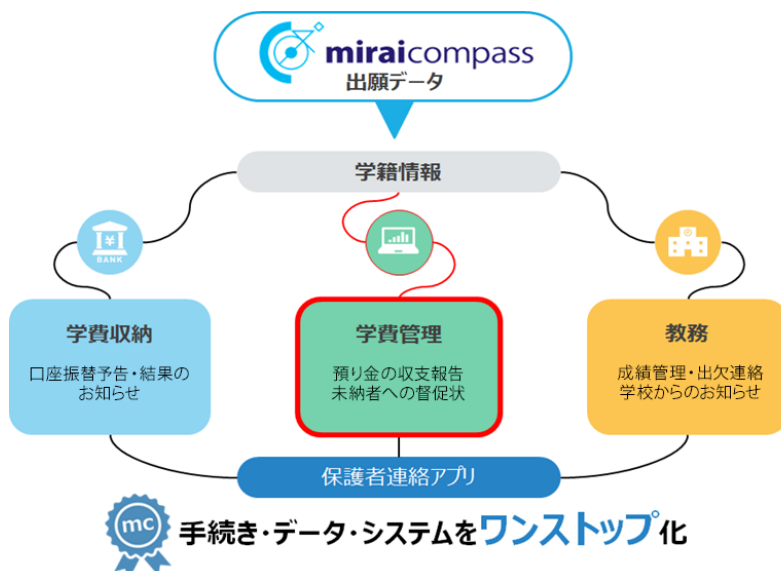 miraicompass
出願データ
学籍情報
¥
BANK
学費収納
口座振替予告・結果の
お知らせ
学費管理
預り金の収支報告
未納者への督促状
教務
成績管理・出欠連絡
学校からのお知らせ
保護者連絡アプリ
mc
手続き・データ・システムをワンストップ化